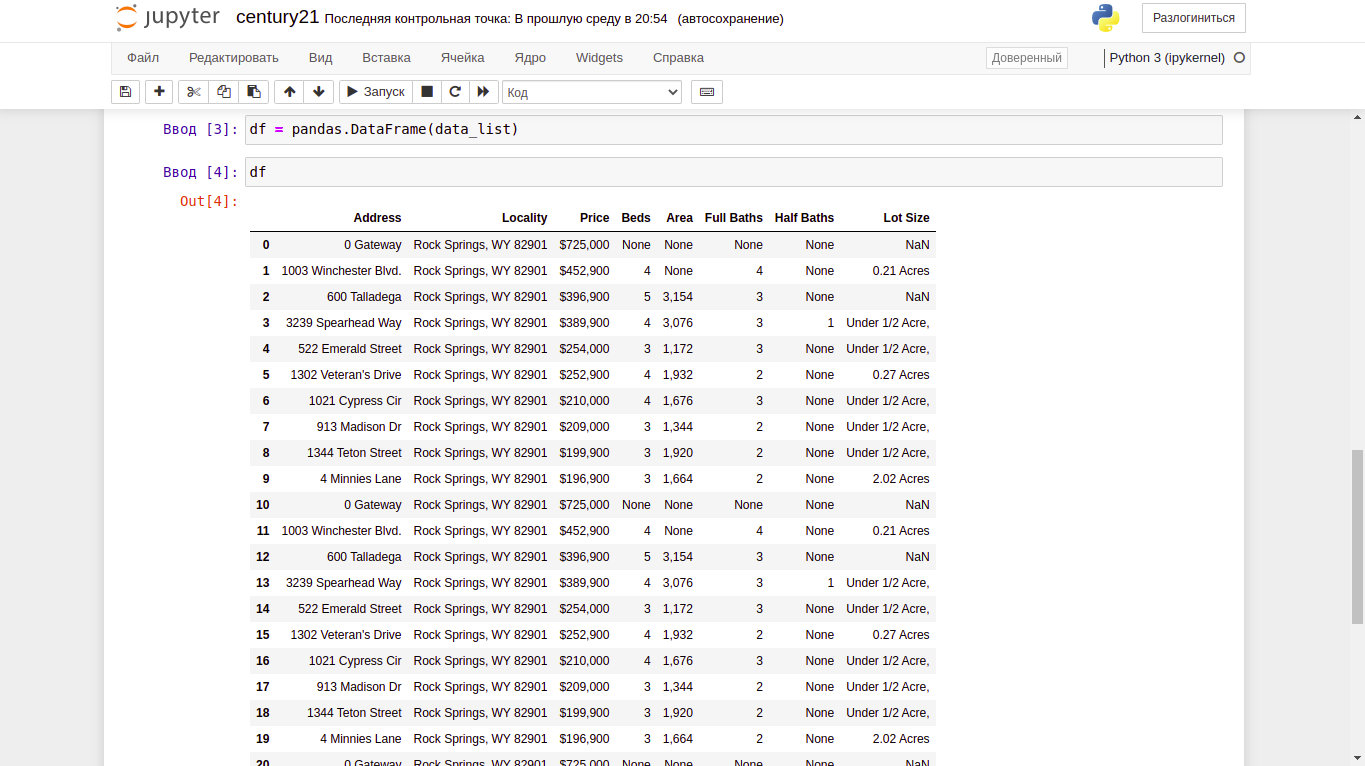 jupyter century21 Последняя контрольная точка: В прошлую среду в 20:54 (автосохранение) Разлогиниться
Файл Редактировать Вид Вставка Ячейка Ядро Widgets Справка Доверенный Python 3 (ipykernel)
Запуск Код
Ввод [3]: df = pandas.DataFrame(data_list)
Ввод [4]: df
Out[4]:
Address Locality Price Beds Area Full Baths Half Baths Lot Size
0 0 Gateway Rock Springs, WY 82901 $725,000 None None None None NaN
1 1003 Winchester Blvd. Rock Springs, WY 82901 $452,900 4 None 4 None 0.21 Acres
2 600 Talladega Rock Springs, WY 82901 $396,900 5 3,154 3 None NaN
3 3239 Spearhead Way Rock Springs, WY 82901 $389,900 4 3,076 3 1 Under 1/2 Acre,
4 522 Emerald Street Rock Springs, WY 82901 $254,000 3 1,172 3 None Under 1/2 Acre,
5 1302 Veteran's Drive Rock Springs, WY 82901 $252,900 4 1,932 2 None 0.27 Acres
6 1021 Cypress Cir Rock Springs, WY 82901 $210,000 4 1,676 3 None Under 1/2 Acre,
7 913 Madison Dr Rock Springs, WY 82901 $209,000 3 1,344 2 None Under 1/2 Acre,
8 1344 Teton Street Rock Springs, WY 82901 $199,900 3 1,920 2 None Under 1/2 Acre,
9 4 Minnies Lane Rock Springs, WY 82901 $196,900 3 1,664 2 None 2.02 Acres
10 0 Gateway Rock Springs, WY 82901 $725,000 None None None None NaN
11 1003 Winchester Blvd. Rock Springs, WY 82901 $452,900 4 None 4 None 0.21 Acres
12 600 Talladega Rock Springs, WY 82901 $396,900 5 3,154 3 None NaN
13 3239 Spearhead Way Rock Springs, WY 82901 $389,900 4 3,076 3 1 Under 1/2 Acre,
14 522 Emerald Street Rock Springs, WY 82901 $254,000 3 1,172 3 None Under 1/2 Acre,
15 1302 Veteran's Drive Rock Springs, WY 82901 $252,900 4 1,932 2 None 0.27 Acres
16 1021 Cypress Cir Rock Springs, WY 82901 $210,000 4 1,676 3 None Under 1/2 Acre,
17 913 Madison Dr Rock Springs, WY 82901 $209,000 3 1,344 2 None Under 1/2 Acre,
18 1344 Teton Street Rock Springs, WY 82901 $199,900 3 1,920 2 None Under 1/2 Acre,
19 4 Minnies Lane Rock Springs, WY 82901 $196,900 3 1,664 2 None 2.02 Acres
20 0 Gateway Rock Springs, WY 82901 $725,000 None None None None NaN